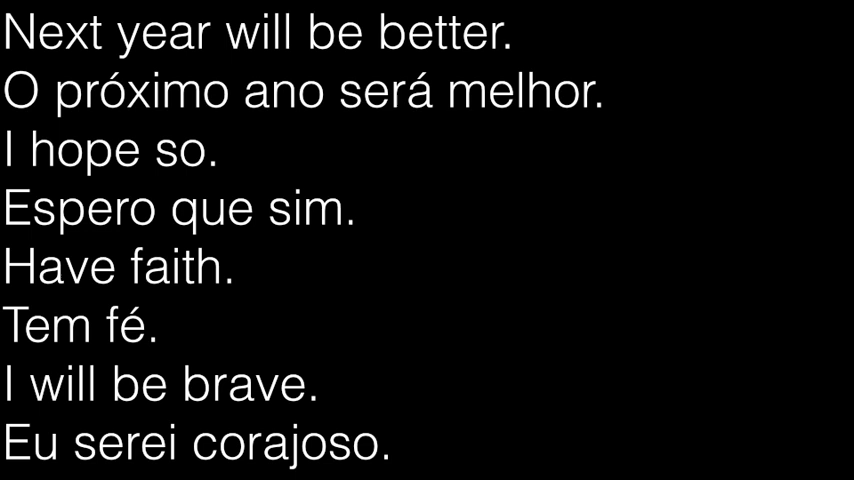 Next year will be better.
O próximo ano será melhor.
I hope so.
Espero que sim.
Have faith.
Tem fé.
I will be brave.
Eu serei corajoso.